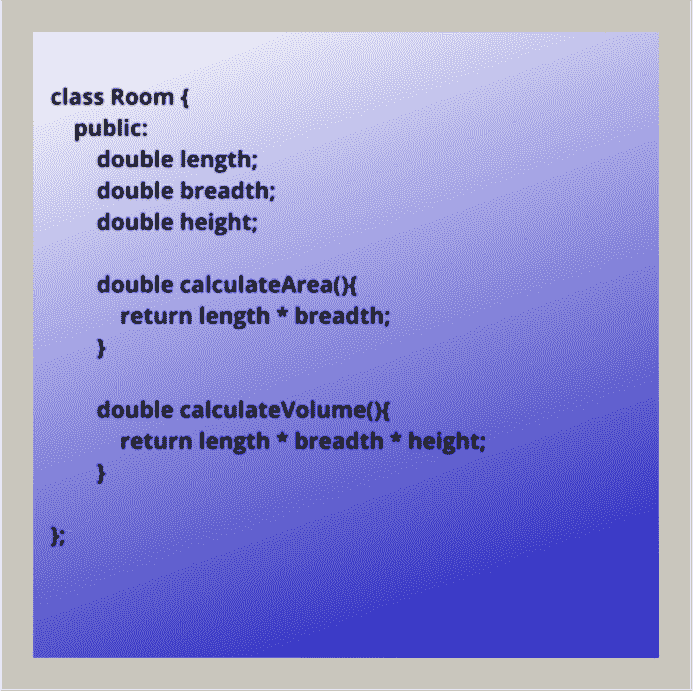 class Room {
public:
double length;
double breadth;
double height;
double calculateArea(){
return length * breadth;
}
double calculateVolume(){
return length * breadth * height;
}
};